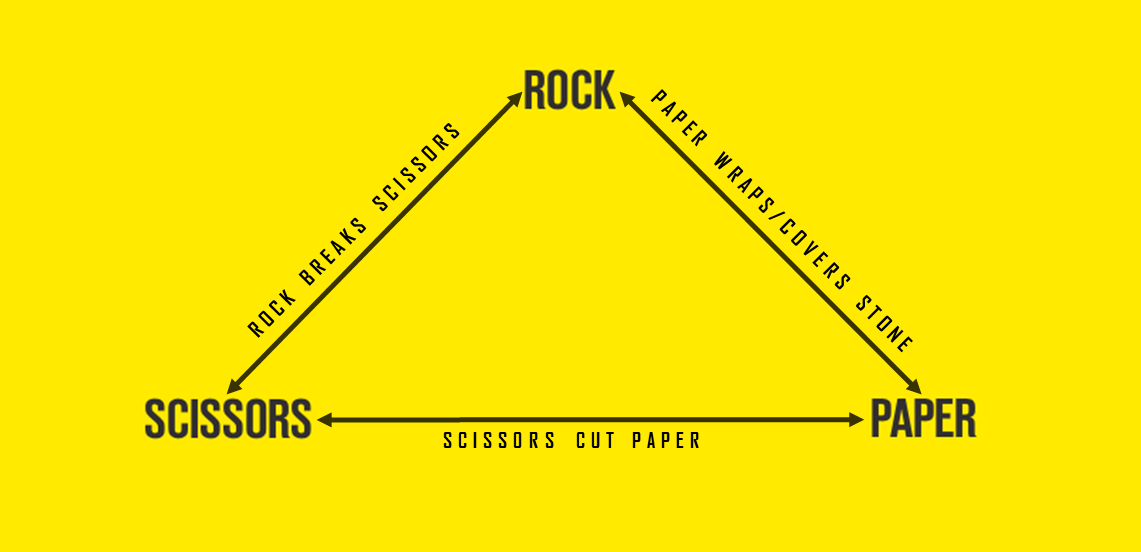 ROCK
ROCK BREAKS SCISSORS
PAPER WRAPS/COVERS STONE
SCISSORS
PAPER
SCISSORS CUT PAPER